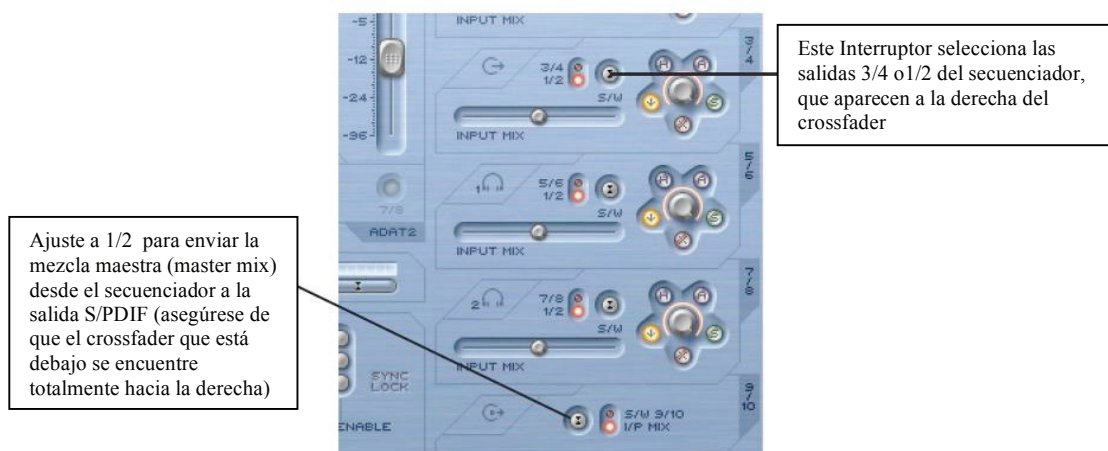 -5
-12
-24
-96
7/8
ADAT2
SYNC
LOCK
ENABLE
INPUT MIX
3/4
1/2
S/W
INPUT MIX
3/4
1
5/6
1/2
S/W
INPUT MIX
5/6
2
7/8
1/2
S/W
INPUT MIX
7/8
S/W 9/10
I/P MIX
9/10
Este Interruptor selecciona las
salidas 3/4 o1/2 del secuenciador,
que aparecen a la derecha del
crossfader
Ajuste a 1/2 para enviar la
mezcla maestra (master mix)
desde el secuenciador a la
salida S/PDIF (asegúrese de
que el crossfader que está
debajo se encuentre
totalmente hacia la derecha)